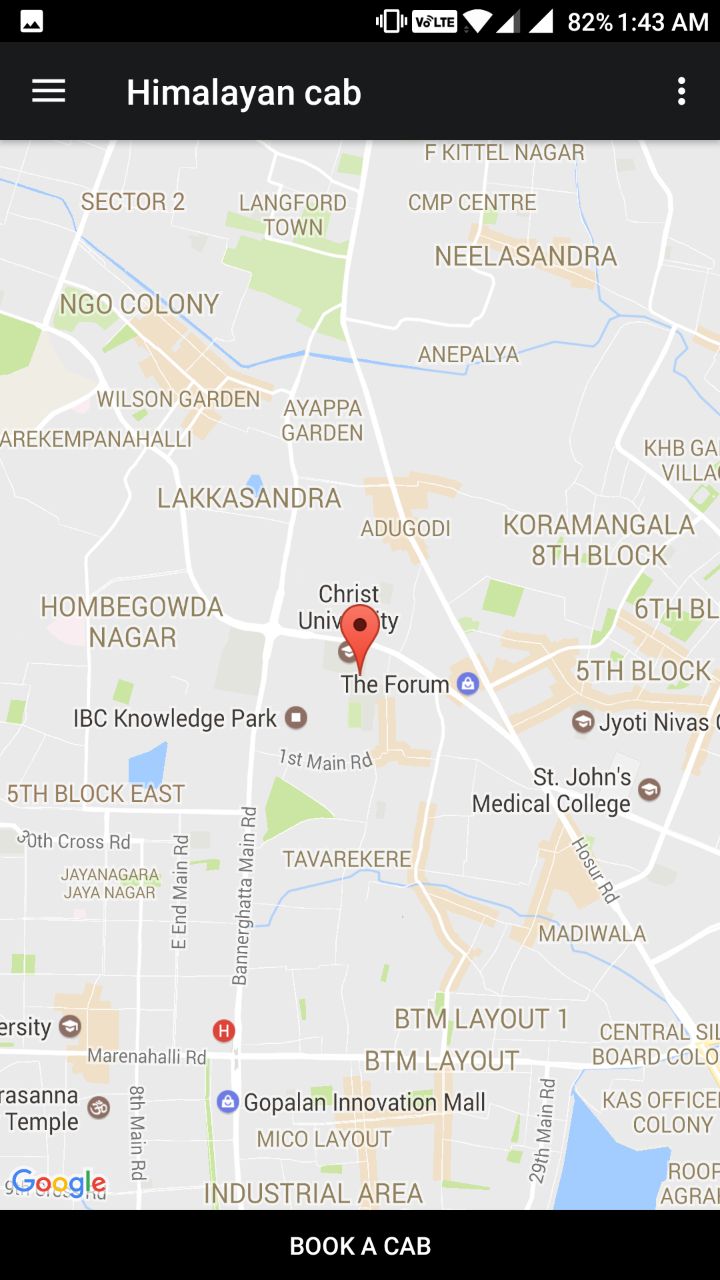 VoLTE 82% 1:43 AM
Himalayan cab
F KITTEL NAGAR
SECTOR 2
LANGFORD
TOWN
CMP CENTRE
NEELASANDRA
NGO COLONY
ANEPALYA
WILSON GARDEN
AYAPPA
GARDEN
AREKEMPANAHALLI
KHB GA
VILLAG
LAKKASANDRA
ADUGODI
KORAMANGALA
8TH BLOCK
Christ
University
HOMBEGOWDA
NAGAR
6TH BL
5TH BLOCK
The Forum
IBC Knowledge Park
Jyoti Nivas C
1st Main Rd
St. John's
Medical College
5TH BLOCK EAST
30th Cross Rd
Hosur Rd
E End Main Rd
Bannerghatta Main Rd
TAVAREKERE
JAYANAGARA
JAYA NAGAR
MADIWALA
ersity
H
BTM LAYOUT 1
CENTRAL SIL
BOARD COLO
Marenahalli Rd
BTM LAYOUT
rasanna
Temple
8th Main Rd
Gopalan Innovation Mall
29th Main Rd
KAS OFFICE
COLONY
MICO LAYOUT
ROOP
AGRAH
Google
INDUSTRIAL AREA
BOOK A CAB